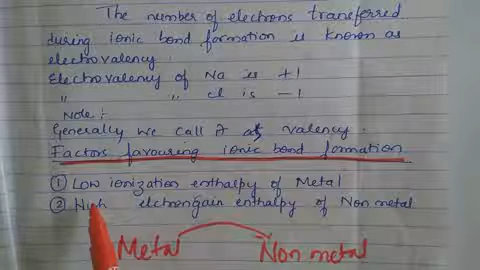 The number of electrons transferred
during ionic bond formation is known as
electrovalency.
Electrovalency of Na is +1
" " cl is -1
Note:
Generally we call it as valency.
Factors favouring ionic bond formation
① Low ionization enthalpy of Metal
② High elctron gain enthalpy of Non metal
Metal Non metal